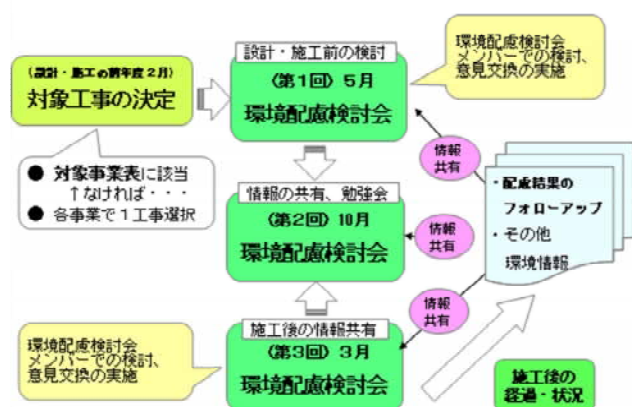 (設計・施工の前年度2月)
対象工事の決定
● 対象事業表に該当
↑なければ・・・
● 各事業で1工事選択
設計・施工前の検討
(第1回) 5月
環境配慮検討会
環境配慮検討会
メンバーでの検討、
意見交換の実施
情報の共有、勉強会
(第2回) 10月
環境配慮検討会
施工後の情報共有
(第3回) 3月
環境配慮検討会
環境配慮検討会
メンバーでの検討、
意見交換の実施
情報
共有
情報
共有
情報
共有
・配慮結果の
フォローアップ
・その他
環境情報
施工後の
経過・状況